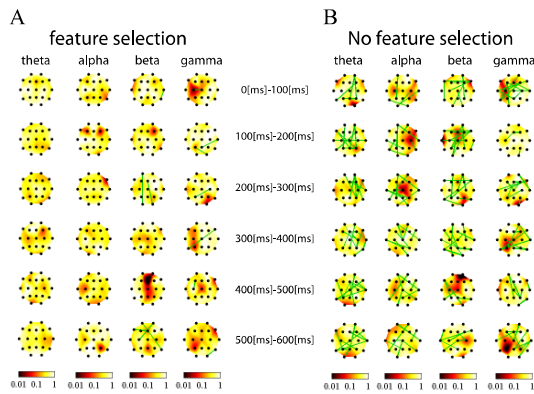 A B
feature selection No feature selection
theta alpha beta gamma theta alpha beta gamma
0[ms]-100[ms]
100[ms]-200[ms]
200[ms]-300[ms]
300[ms]-400[ms]
400[ms]-500[ms]
500[ms]-600[ms]
0.01 0.1 1 0.01 0.1 1 0.01 0.1 1 0.01 0.1 1 0.01 0.1 1 0.01 0.1 1 0.01 0.1 1 0.01 0.1 1